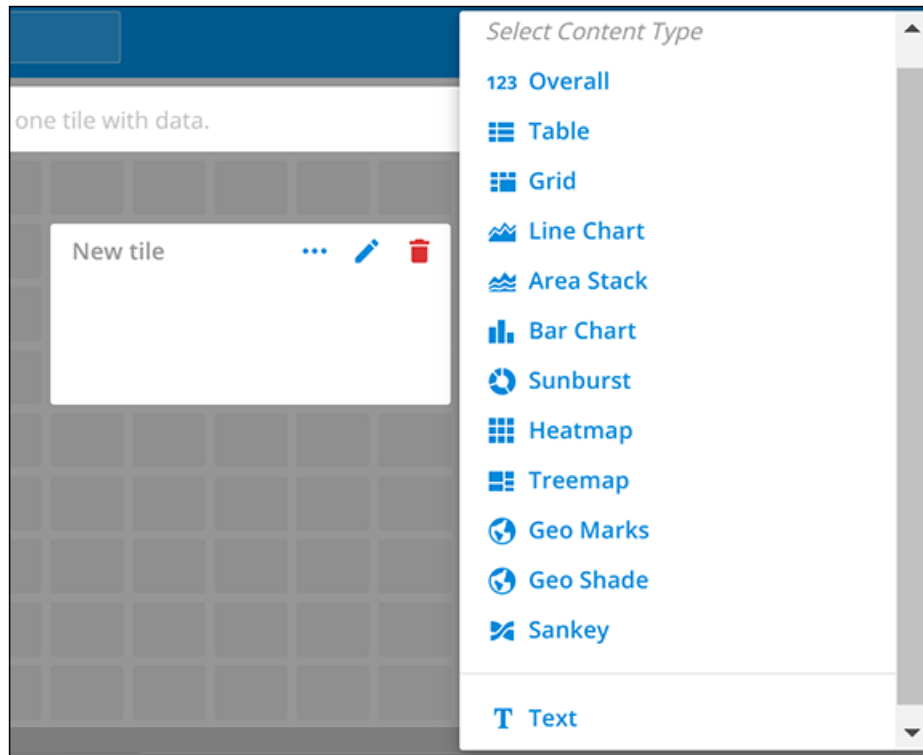 Select Content Type
123 Overall
one tile with data.
Table
Grid
New tile
Line Chart
Area Stack
Bar Chart
Sunburst
Heatmap
Treemap
Geo Marks
Geo Shade
Sankey
T Text